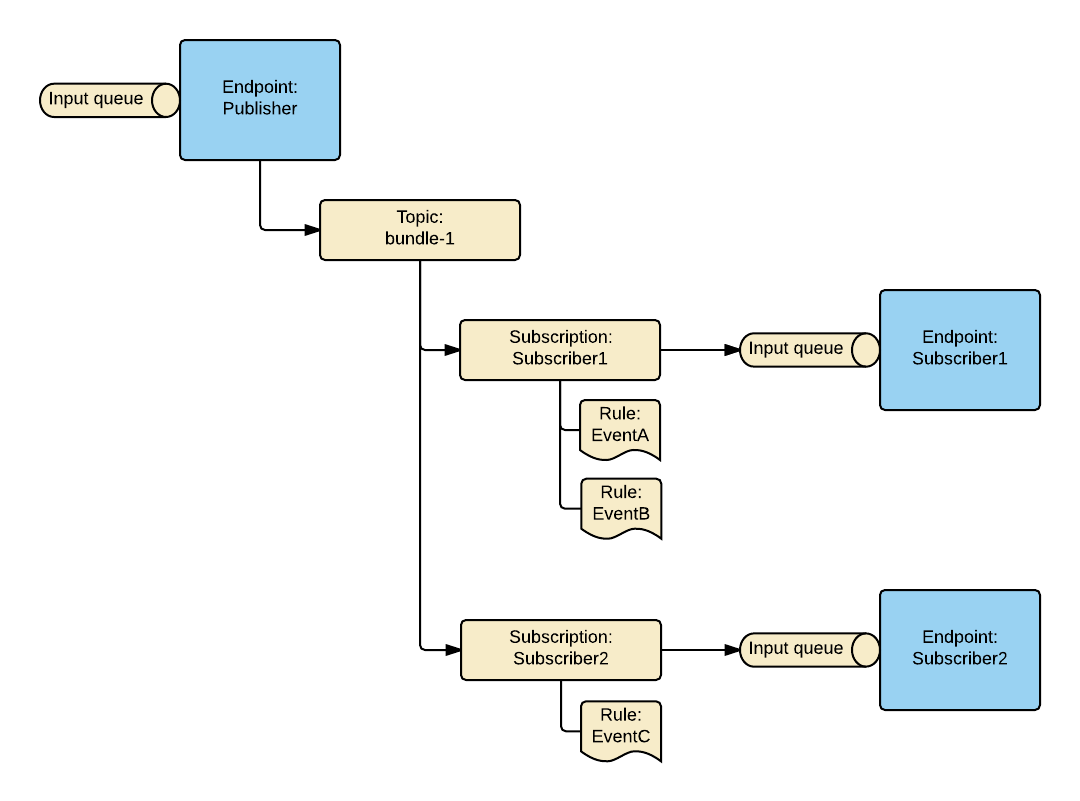 Input queue
Endpoint:
Publisher
Topic:
bundle-1
Subscription:
Subscriber1
Input queue
Endpoint:
Subscriber1
Rule:
EventA
Rule:
EventB
Subscription:
Subscriber2
Input queue
Endpoint:
Subscriber2
Rule:
EventC